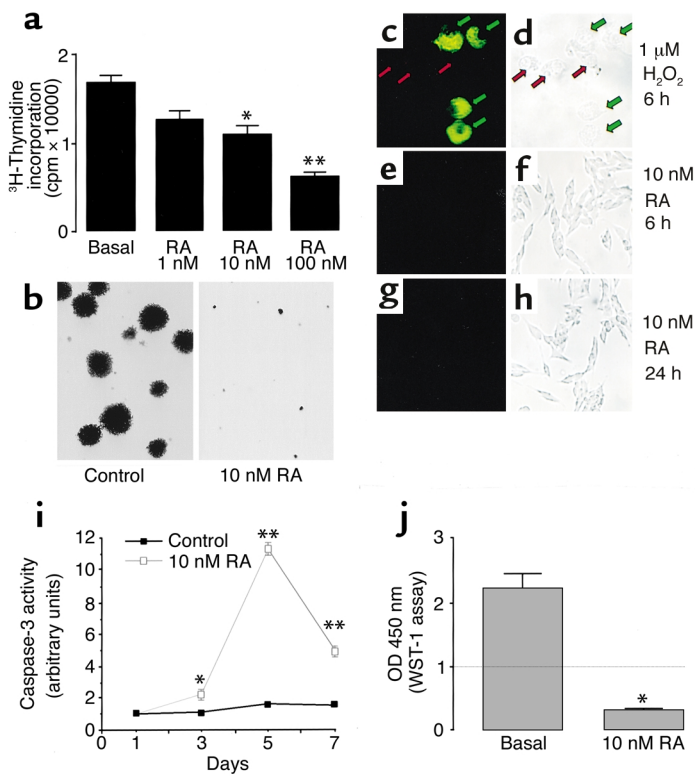 a
³H-Thymidine
incorporation
(cpm × 10000)
2
1
0
*
**
Basal
RA
1 nM
RA
10 nM
RA
100 nM
b
Control
10 nM RA
c
d
1 µM
H₂O₂
6 h
e
f
10 nM
RA
6 h
g
h
10 nM
RA
24 h
i
Caspase-3 activity
(arbitrary units)
12
10
8
6
4
2
0
Control
10 nM RA
*
**
**
0 1 3 5 7
Days
j
OD 450 nm
(WST-1 assay)
3
2
1
0
*
Basal
10 nM RA